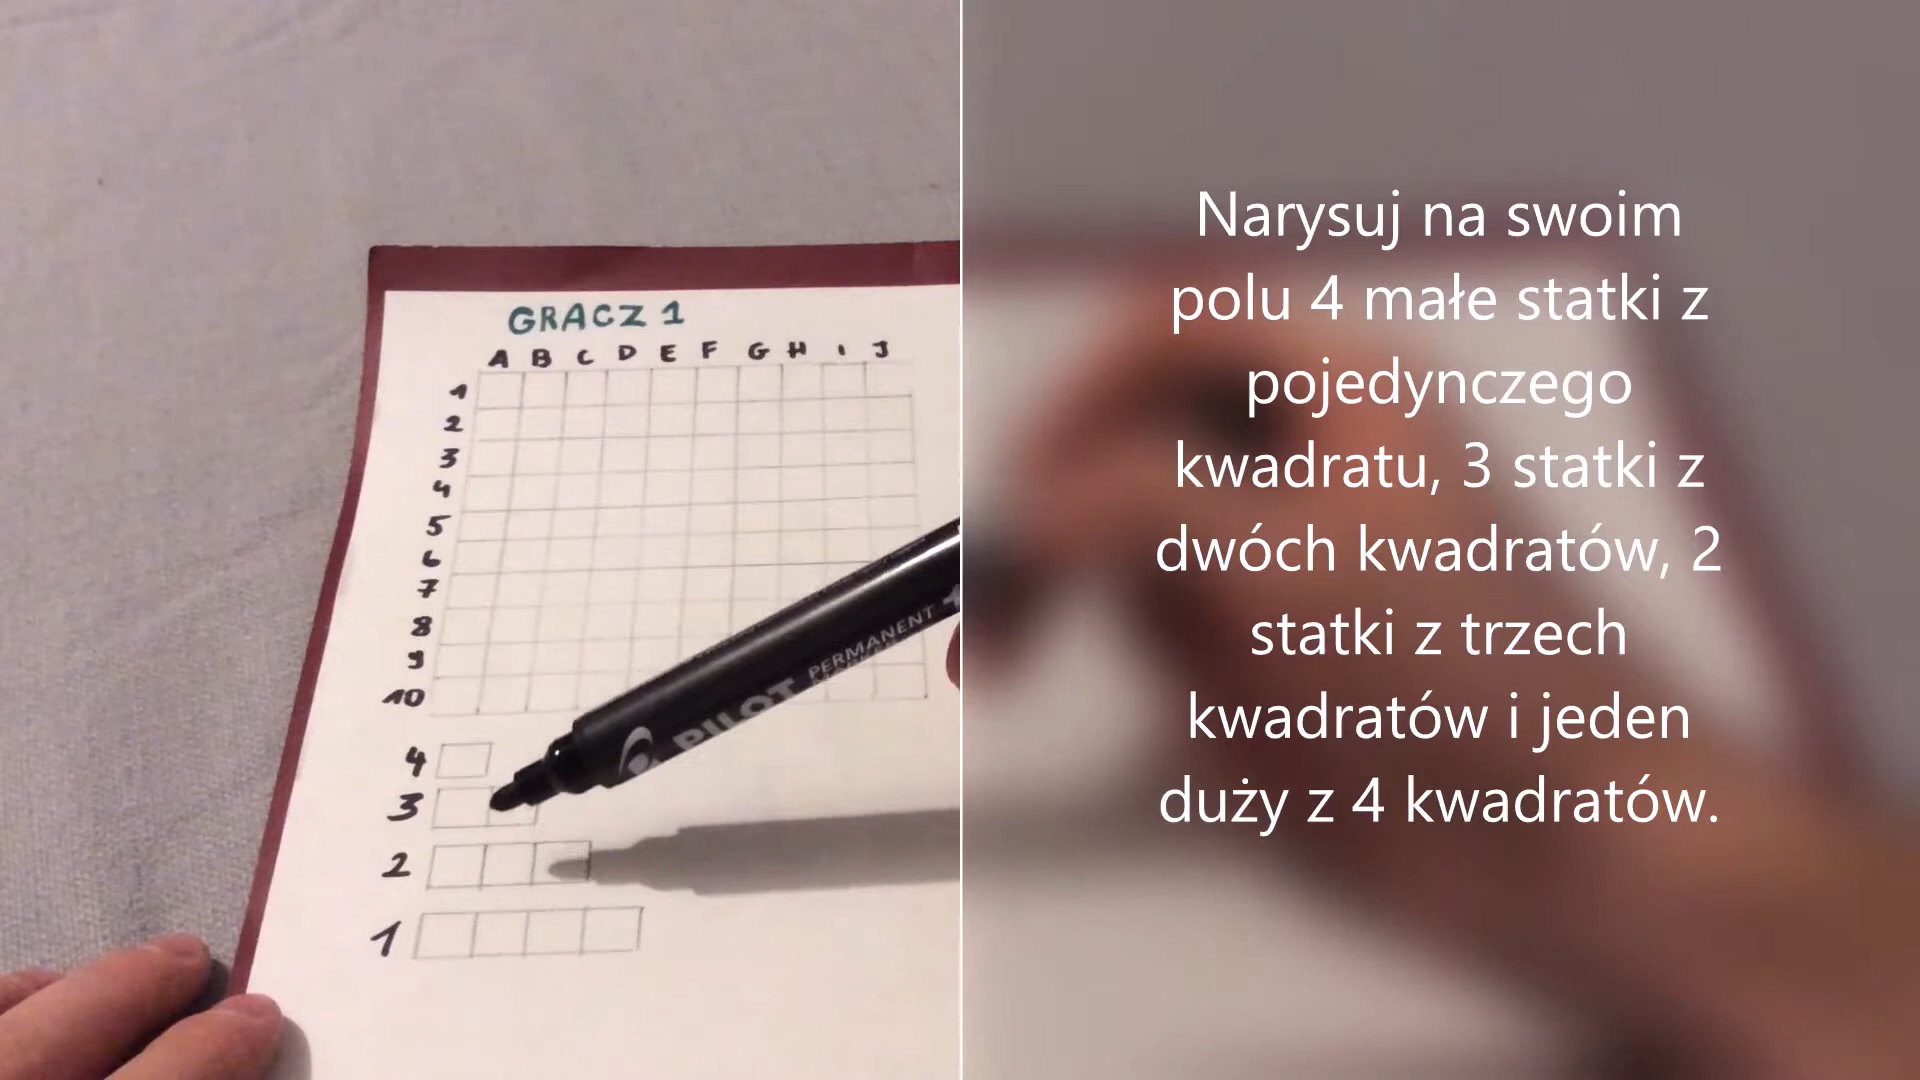 GRACZ 1
A B C D E F G H I J
1
2
3
4
5
6
7
8
9
10
4
3
2
1
PILOT
PERMANENT
Narysuj na swoim
polu 4 małe statki z
pojedynczego
kwadratu, 3 statki z
dwóch kwadratów, 2
statki z trzech
kwadratów i jeden
duży z 4 kwadratów.